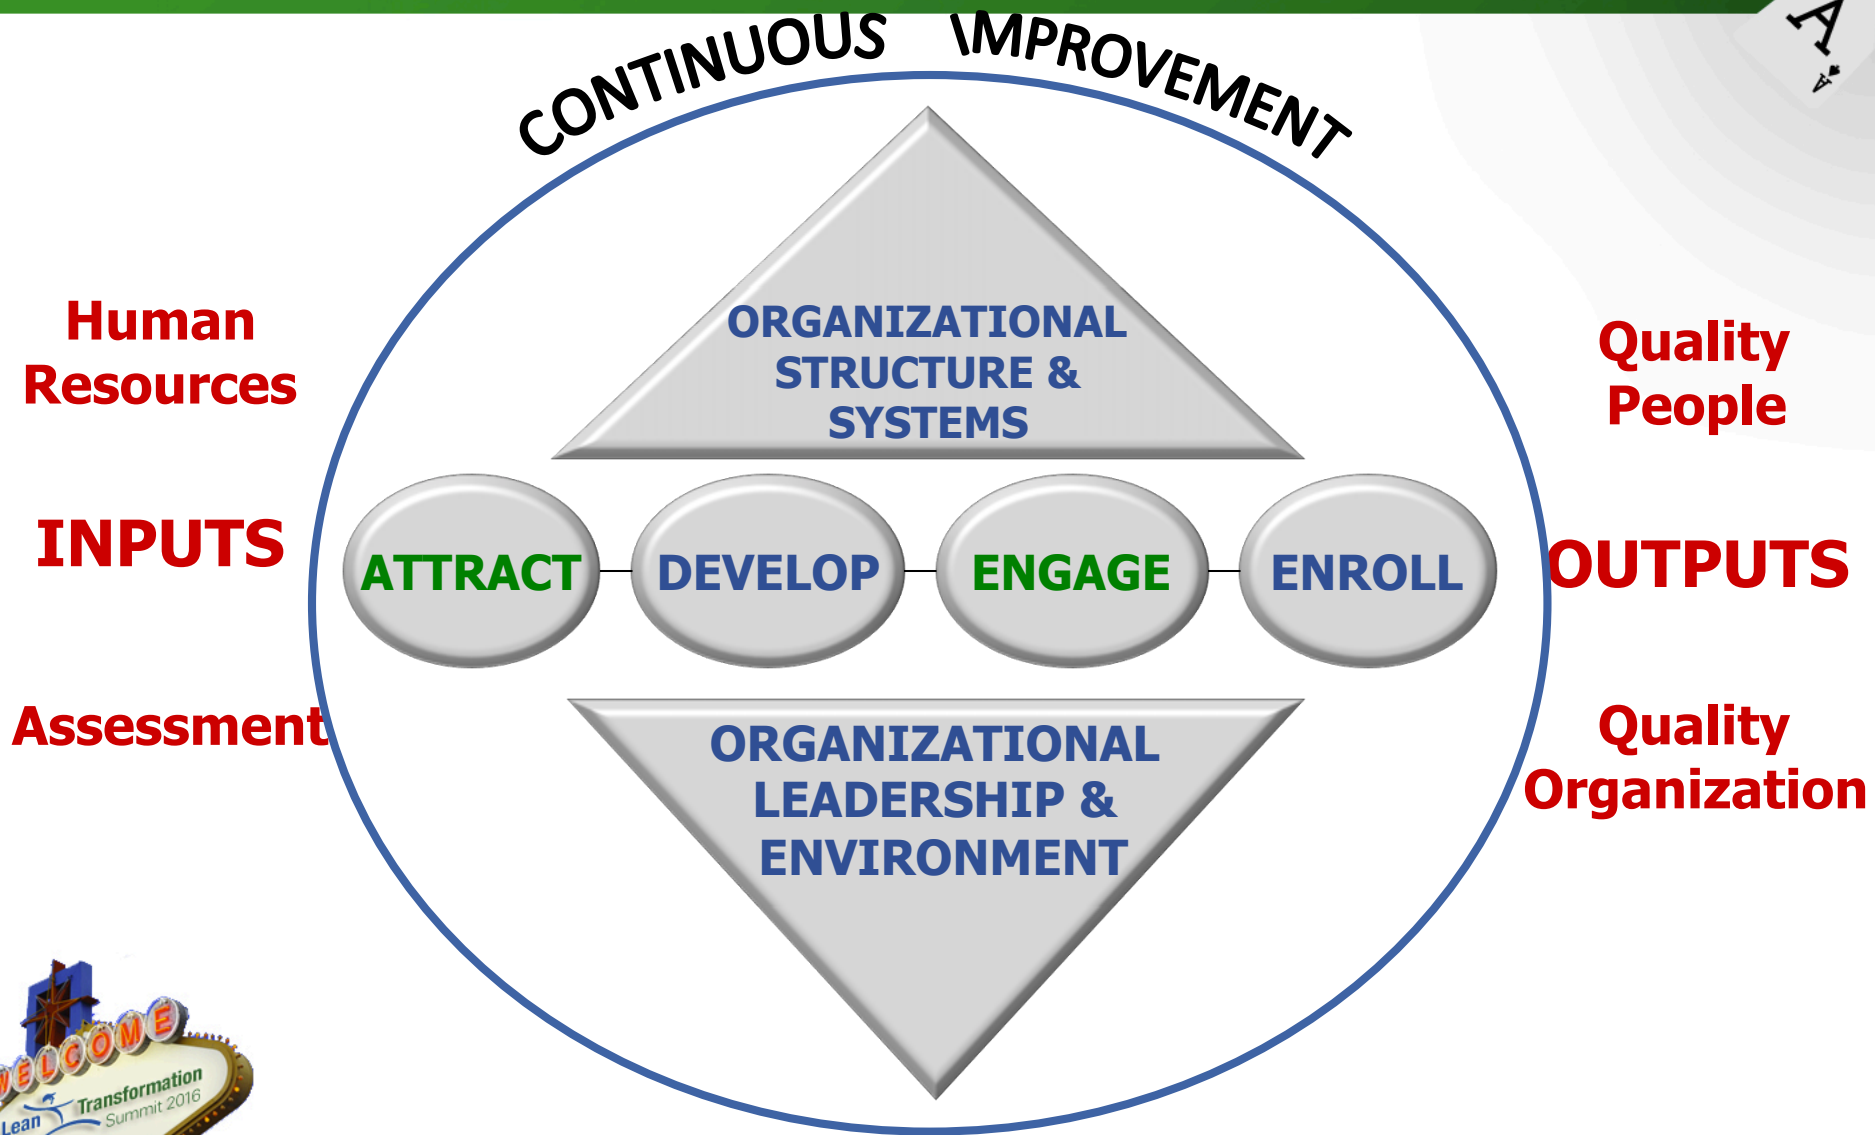 CONTINUOUS IMPROVEMENT
A
A
ORGANIZATIONAL
STRUCTURE &
SYSTEMS
Human
Resources
INPUTS
Assessment
ATTRACT
DEVELOP
ENGAGE
ENROLL
Quality
People
OUTPUTS
Quality
Organization
ORGANIZATIONAL
LEADERSHIP &
ENVIRONMENT
WELCOME
Lean Transformation
Summit 2016